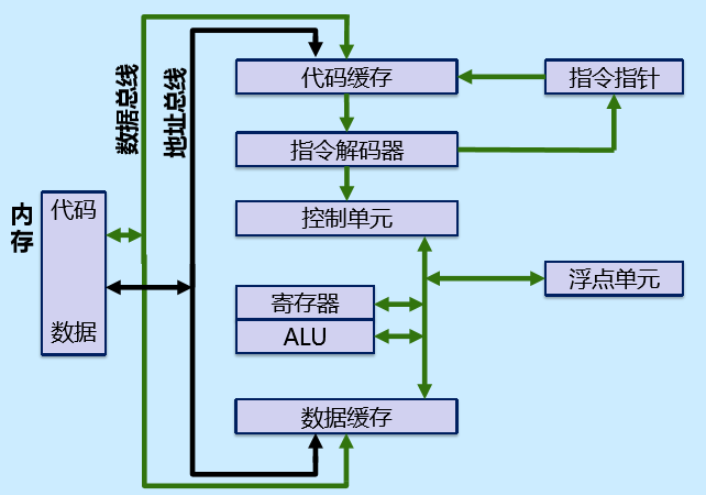 数据总线
地址总线
代码缓存
指令指针
指令解码器
内存
代码
控制单元
浮点单元
寄存器
数据
ALU
数据缓存